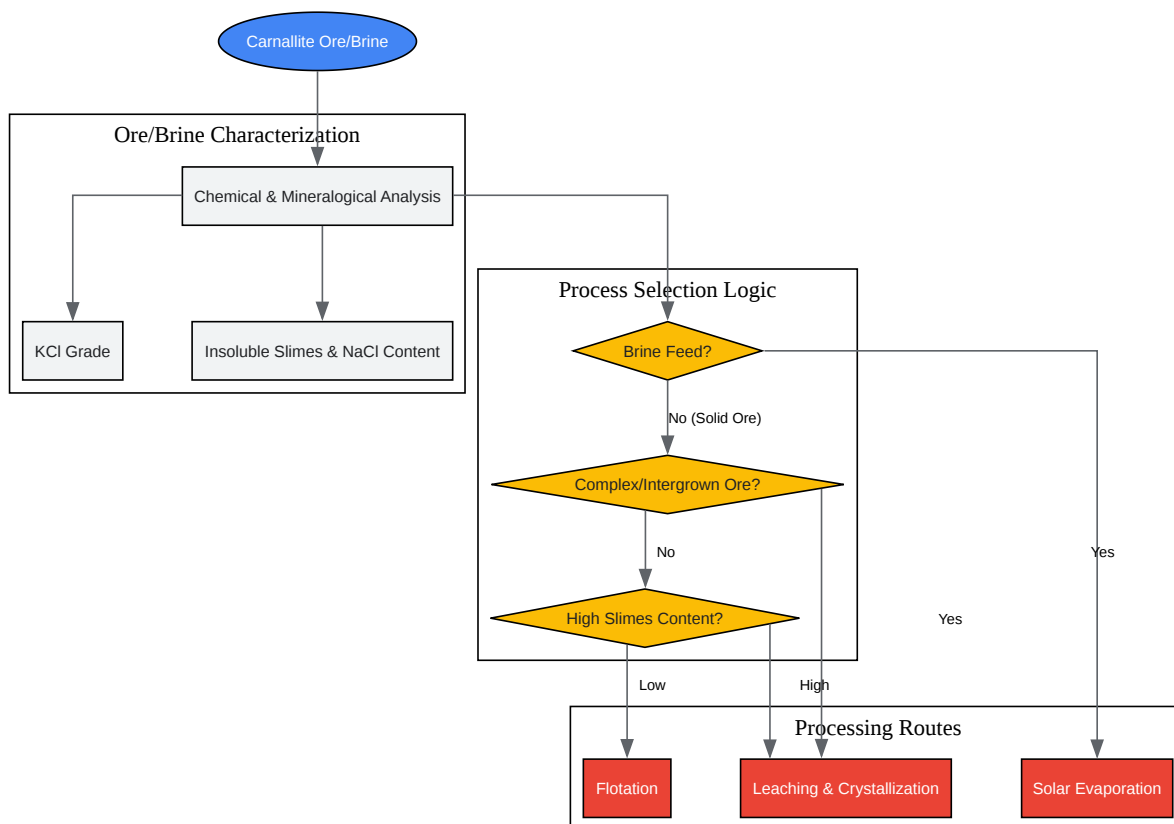 Carnallite Ore/Brine
Ore/Brine Characterization
Chemical & Mineralogical Analysis
KCl Grade
Insoluble Slimes & NaCl Content
Process Selection Logic
Brine Feed?
No (Solid Ore)
Complex/Intergrown Ore?
No
Yes
High Slimes Content?
Yes
Low
High
Processing Routes
Flotation
Leaching & Crystallization
Solar Evaporation